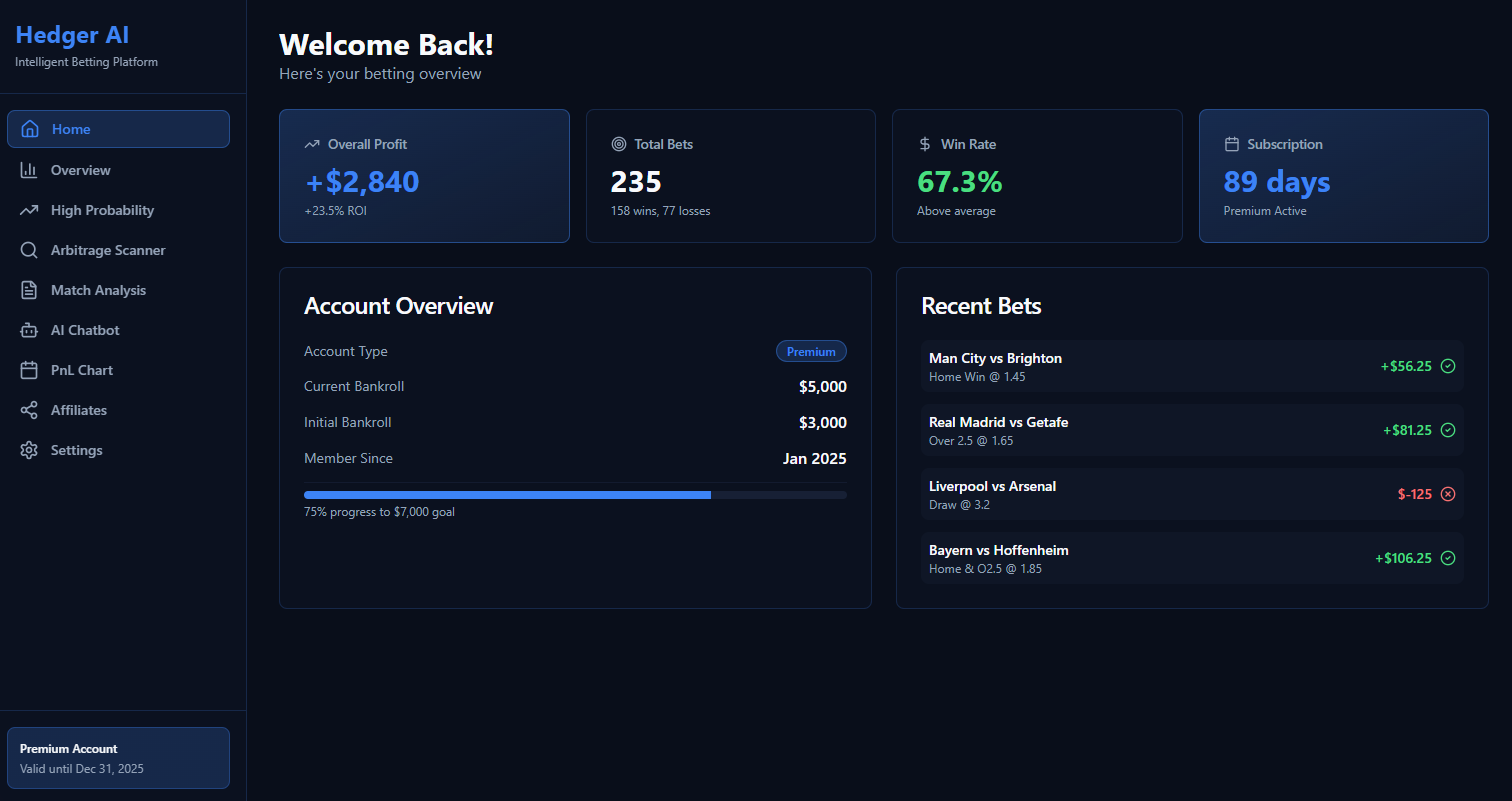 Hedger AI
Intelligent Betting Platform
Home
Overview
High Probability
Arbitrage Scanner
Match Analysis
AI Chatbot
PnL Chart
Affiliates
Settings
Premium Account
Valid until Dec 31, 2025
Welcome Back!
Here's your betting overview
Overall Profit
+$2,840
+23.5% ROI
Total Bets
235
158 wins, 77 losses
Win Rate
67.3%
Above average
Subscription
89 days
Premium Active
Account Overview
Account Type Premium
Current Bankroll $5,000
Initial Bankroll $3,000
Member Since Jan 2025
75% progress to $7,000 goal
Recent Bets
Man City vs Brighton
Home Win @ 1.45
+$56.25
Real Madrid vs Getafe
Over 2.5 @ 1.65
+$81.25
Liverpool vs Arsenal
Draw @ 3.2
$-125
Bayern vs Hoffenheim
Home & O2.5 @ 1.85
+$106.25